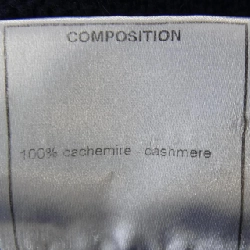 COMPOSITION
100% cachemire - cashmere